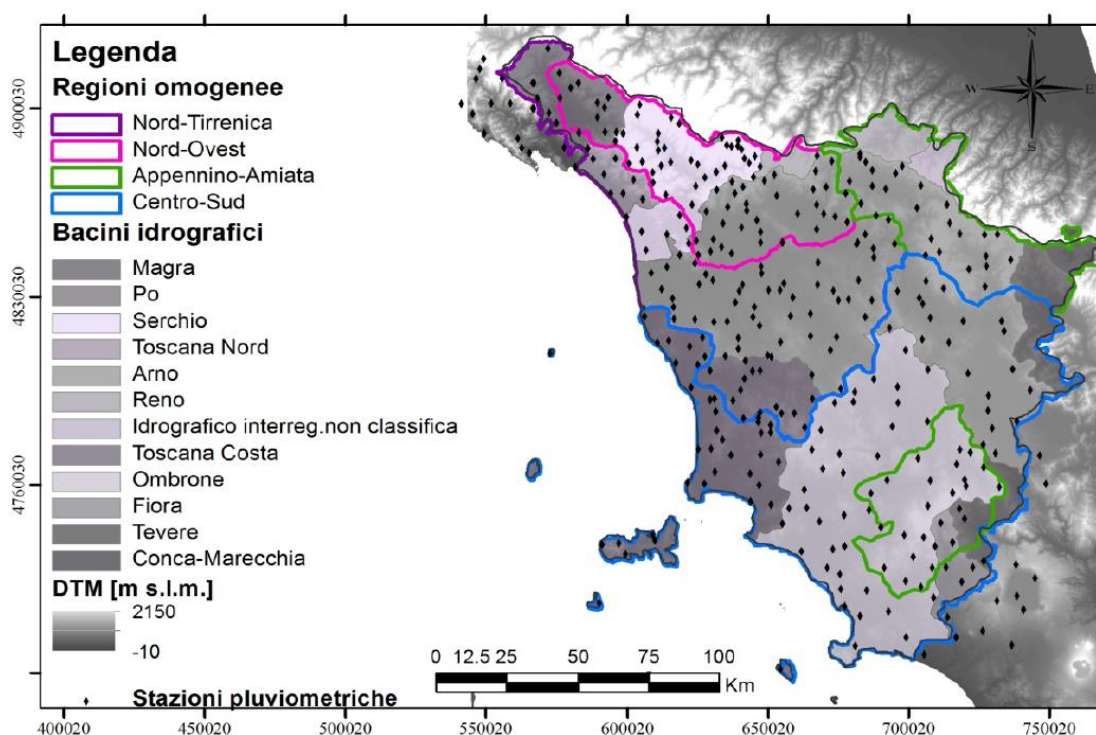 Legenda
Regioni omogenee
Nord-Tirrenica
Nord-Ovest
Appennino-Amiata
Centro-Sud
Bacini idrografici
Magra
Po
Serchio
Toscana Nord
Arno
Reno
Idrografico interreg.non classifica
Toscana Costa
Ombrone
Fiora
Tevere
Conca-Marecchia
DTM [m s.l.m.]
2150
-10
Stazioni pluviometriche
N
W E
S
0 12.5 25 50 75 100
Km
4900030
4830030
4760030
400020 450020 500020 550020 600020 650020 700020 750020